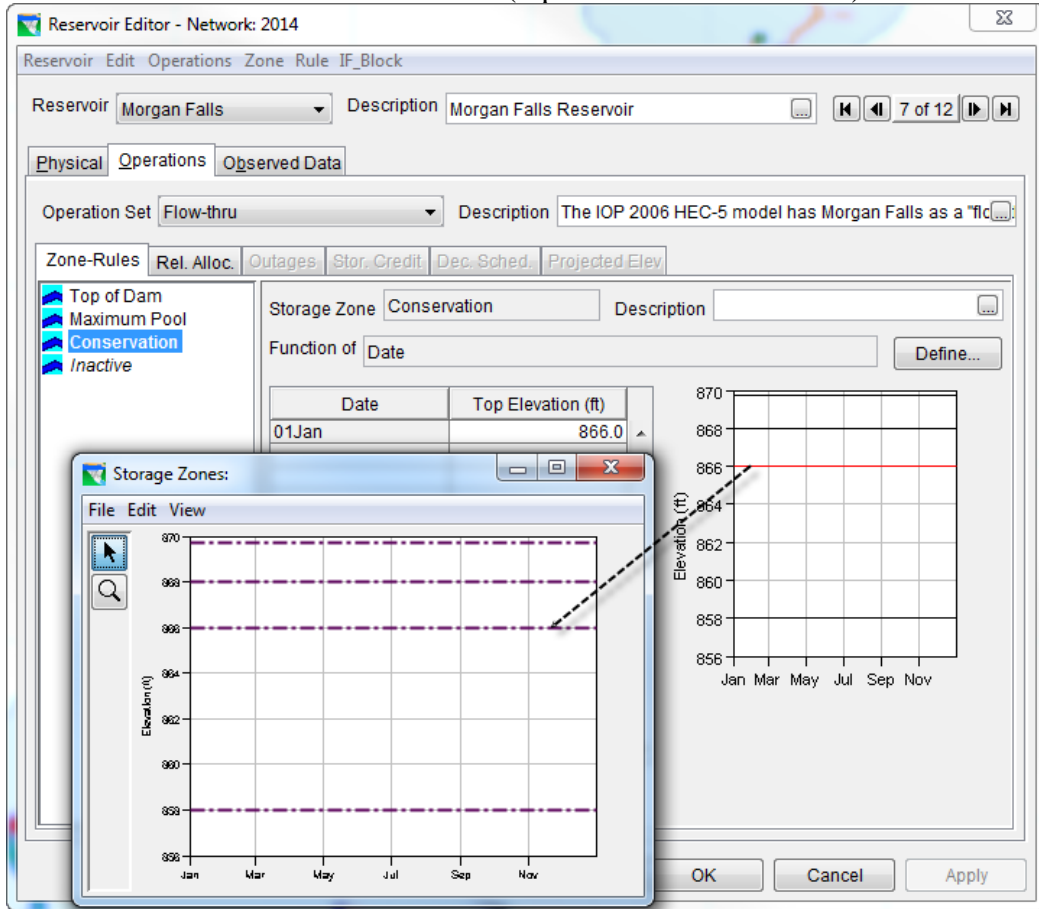 Reservoir Editor - Network: 2014
Reservoir Edit Operations Zone Rule IF_Block
Reservoir Morgan Falls Description Morgan Falls Reservoir ... 7 of 12
Physical Operations Observed Data
Operation Set Flow-thru Description The IOP 2006 HEC-5 model has Morgan Falls as a "flo ...
Zone-Rules Rel. Alloc. Outages Stor. Credit Dec. Sched. Projected Elev
Top of Dam
Maximum Pool
Conservation
Inactive
Storage Zone Conservation Description ...
Function of Date Define...
Date Top Elevation (ft)
01Jan 866.0
870
868
866
864
862
860
858
856
Elevation (ft)
Jan Mar May Jul Sep Nov
Storage Zones:
File Edit View
870
868
866
864
862
860
858
856
Elevation (ft)
Jan Mar May Jul Sep Nov
OK Cancel Apply